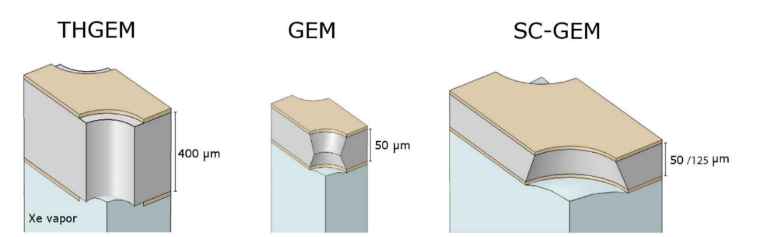 THGEM
GEM
SC-GEM
400 μm
50 μm
50 /125 μm
Xe vapor